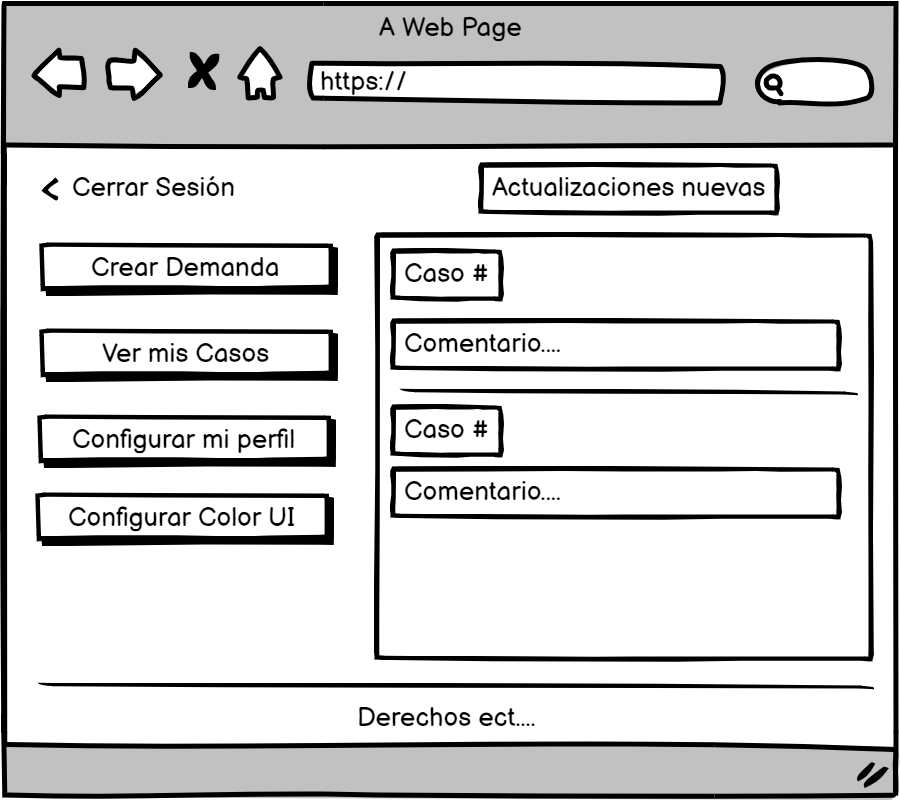 A Web Page
https://
Cerrar Sesión
Actualizaciones nuevas
Crear Demanda
Ver mis Casos
Configurar mi perfil
Configurar Color UI
Caso #
Comentario....
Caso #
Comentario....
Derechos ect....